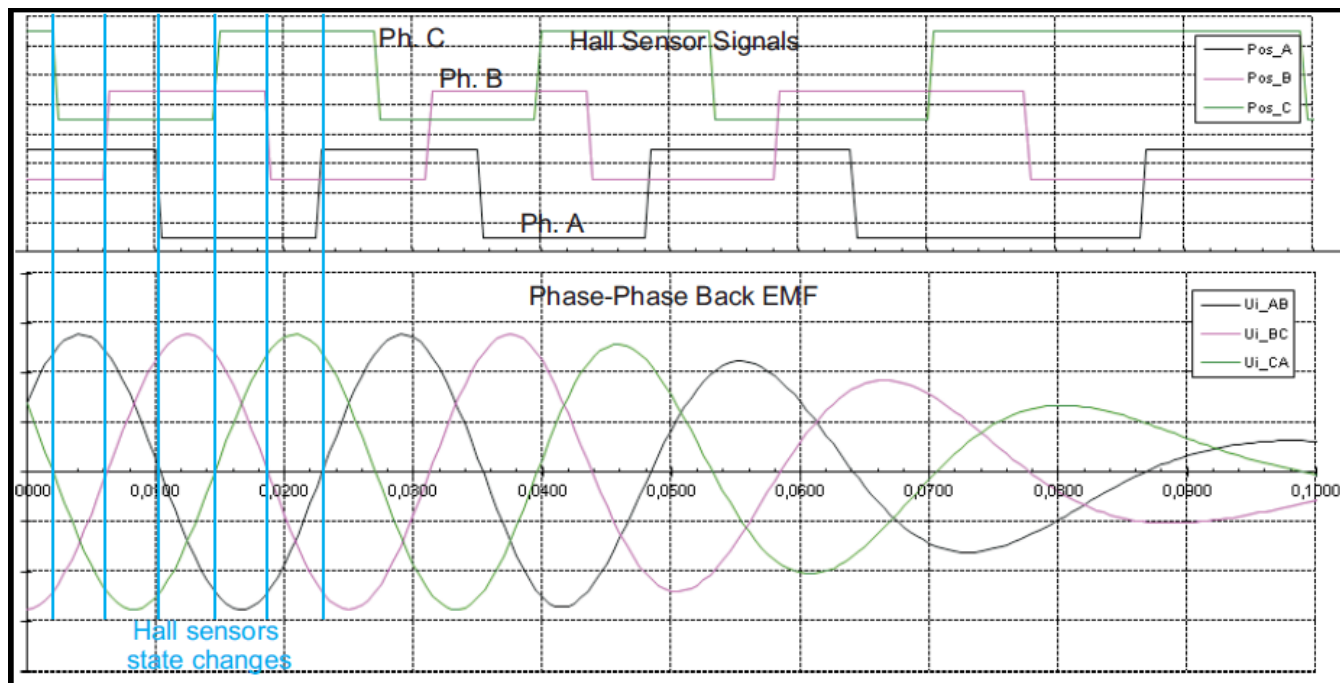 Ph. C
Hall Sensor Signals
Pos_A
Ph. B
Pos_B
Pos_C
Ph. A
Phase-Phase Back EMF
Ui_AB
Ui_BC
Ui_CA
0000 0,0100 0,0200 0,0300 0,0400 0,0500 0,0600 0,0700 0,0800 0,0900 0,1000
Hall sensors
state changes